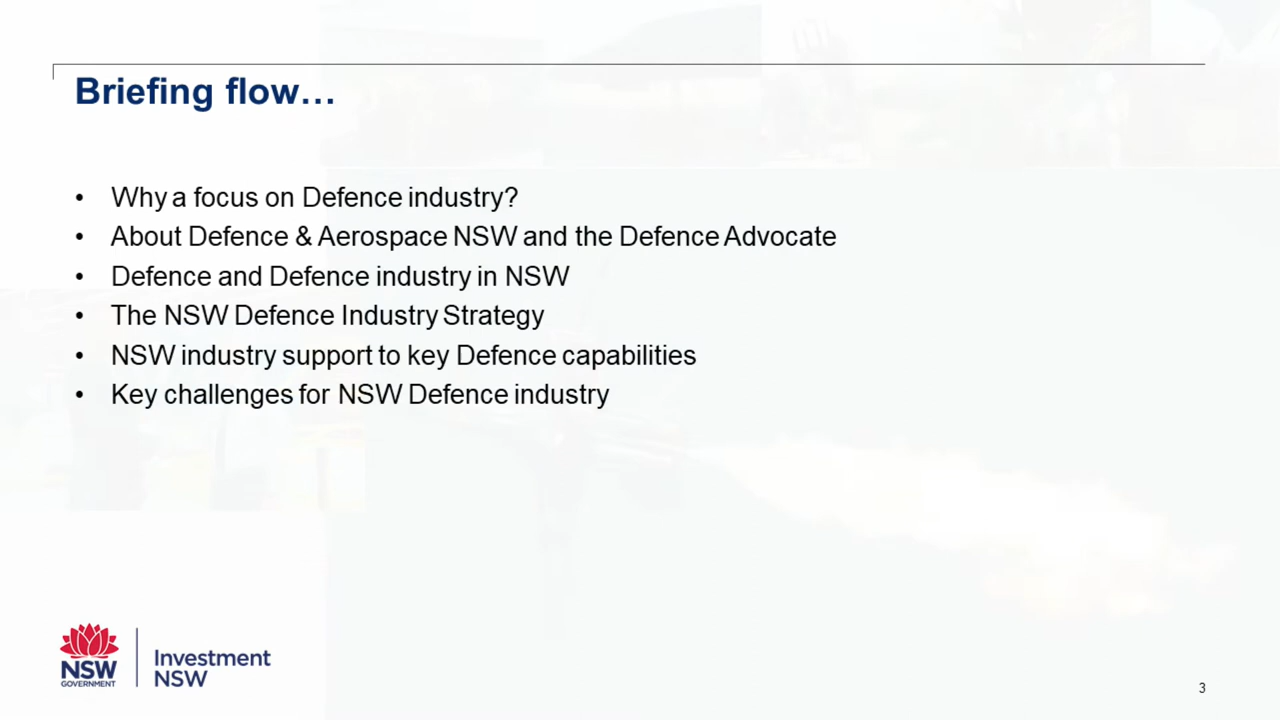 Briefing flow...
• Why a focus on Defence industry?
• About Defence & Aerospace NSW and the Defence Advocate
• Defence and Defence industry in NSW
• The NSW Defence Industry Strategy
• NSW industry support to key Defence capabilities
• Key challenges for NSW Defence industry
NSW
GOVERNMENT
Investment
NSW
3